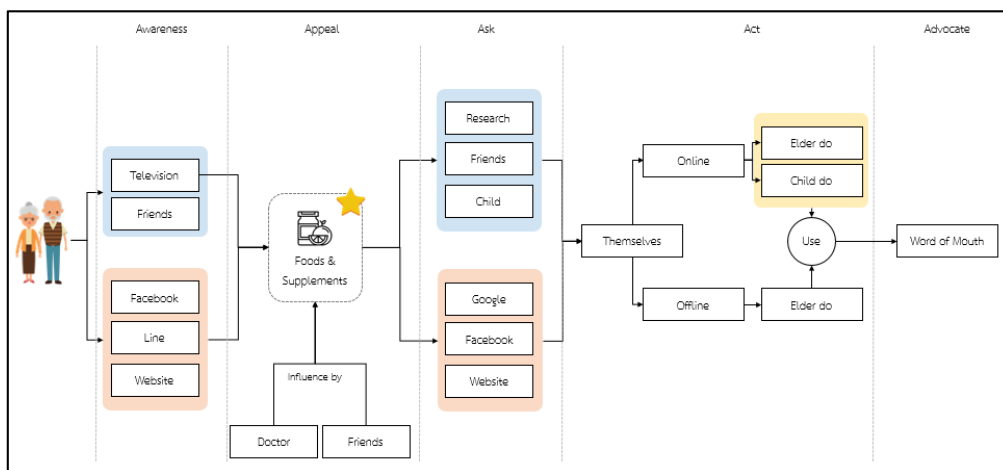 Awareness
Appeal
Ask
Act
Advocate
Television
Friends
Facebook
Line
Website
Foods &
Supplements
Influence by
Doctor
Friends
Research
Friends
Child
Google
Facebook
Website
Themselves
Online
Offline
Elder do
Child do
Use
Elder do
Word of Mouth